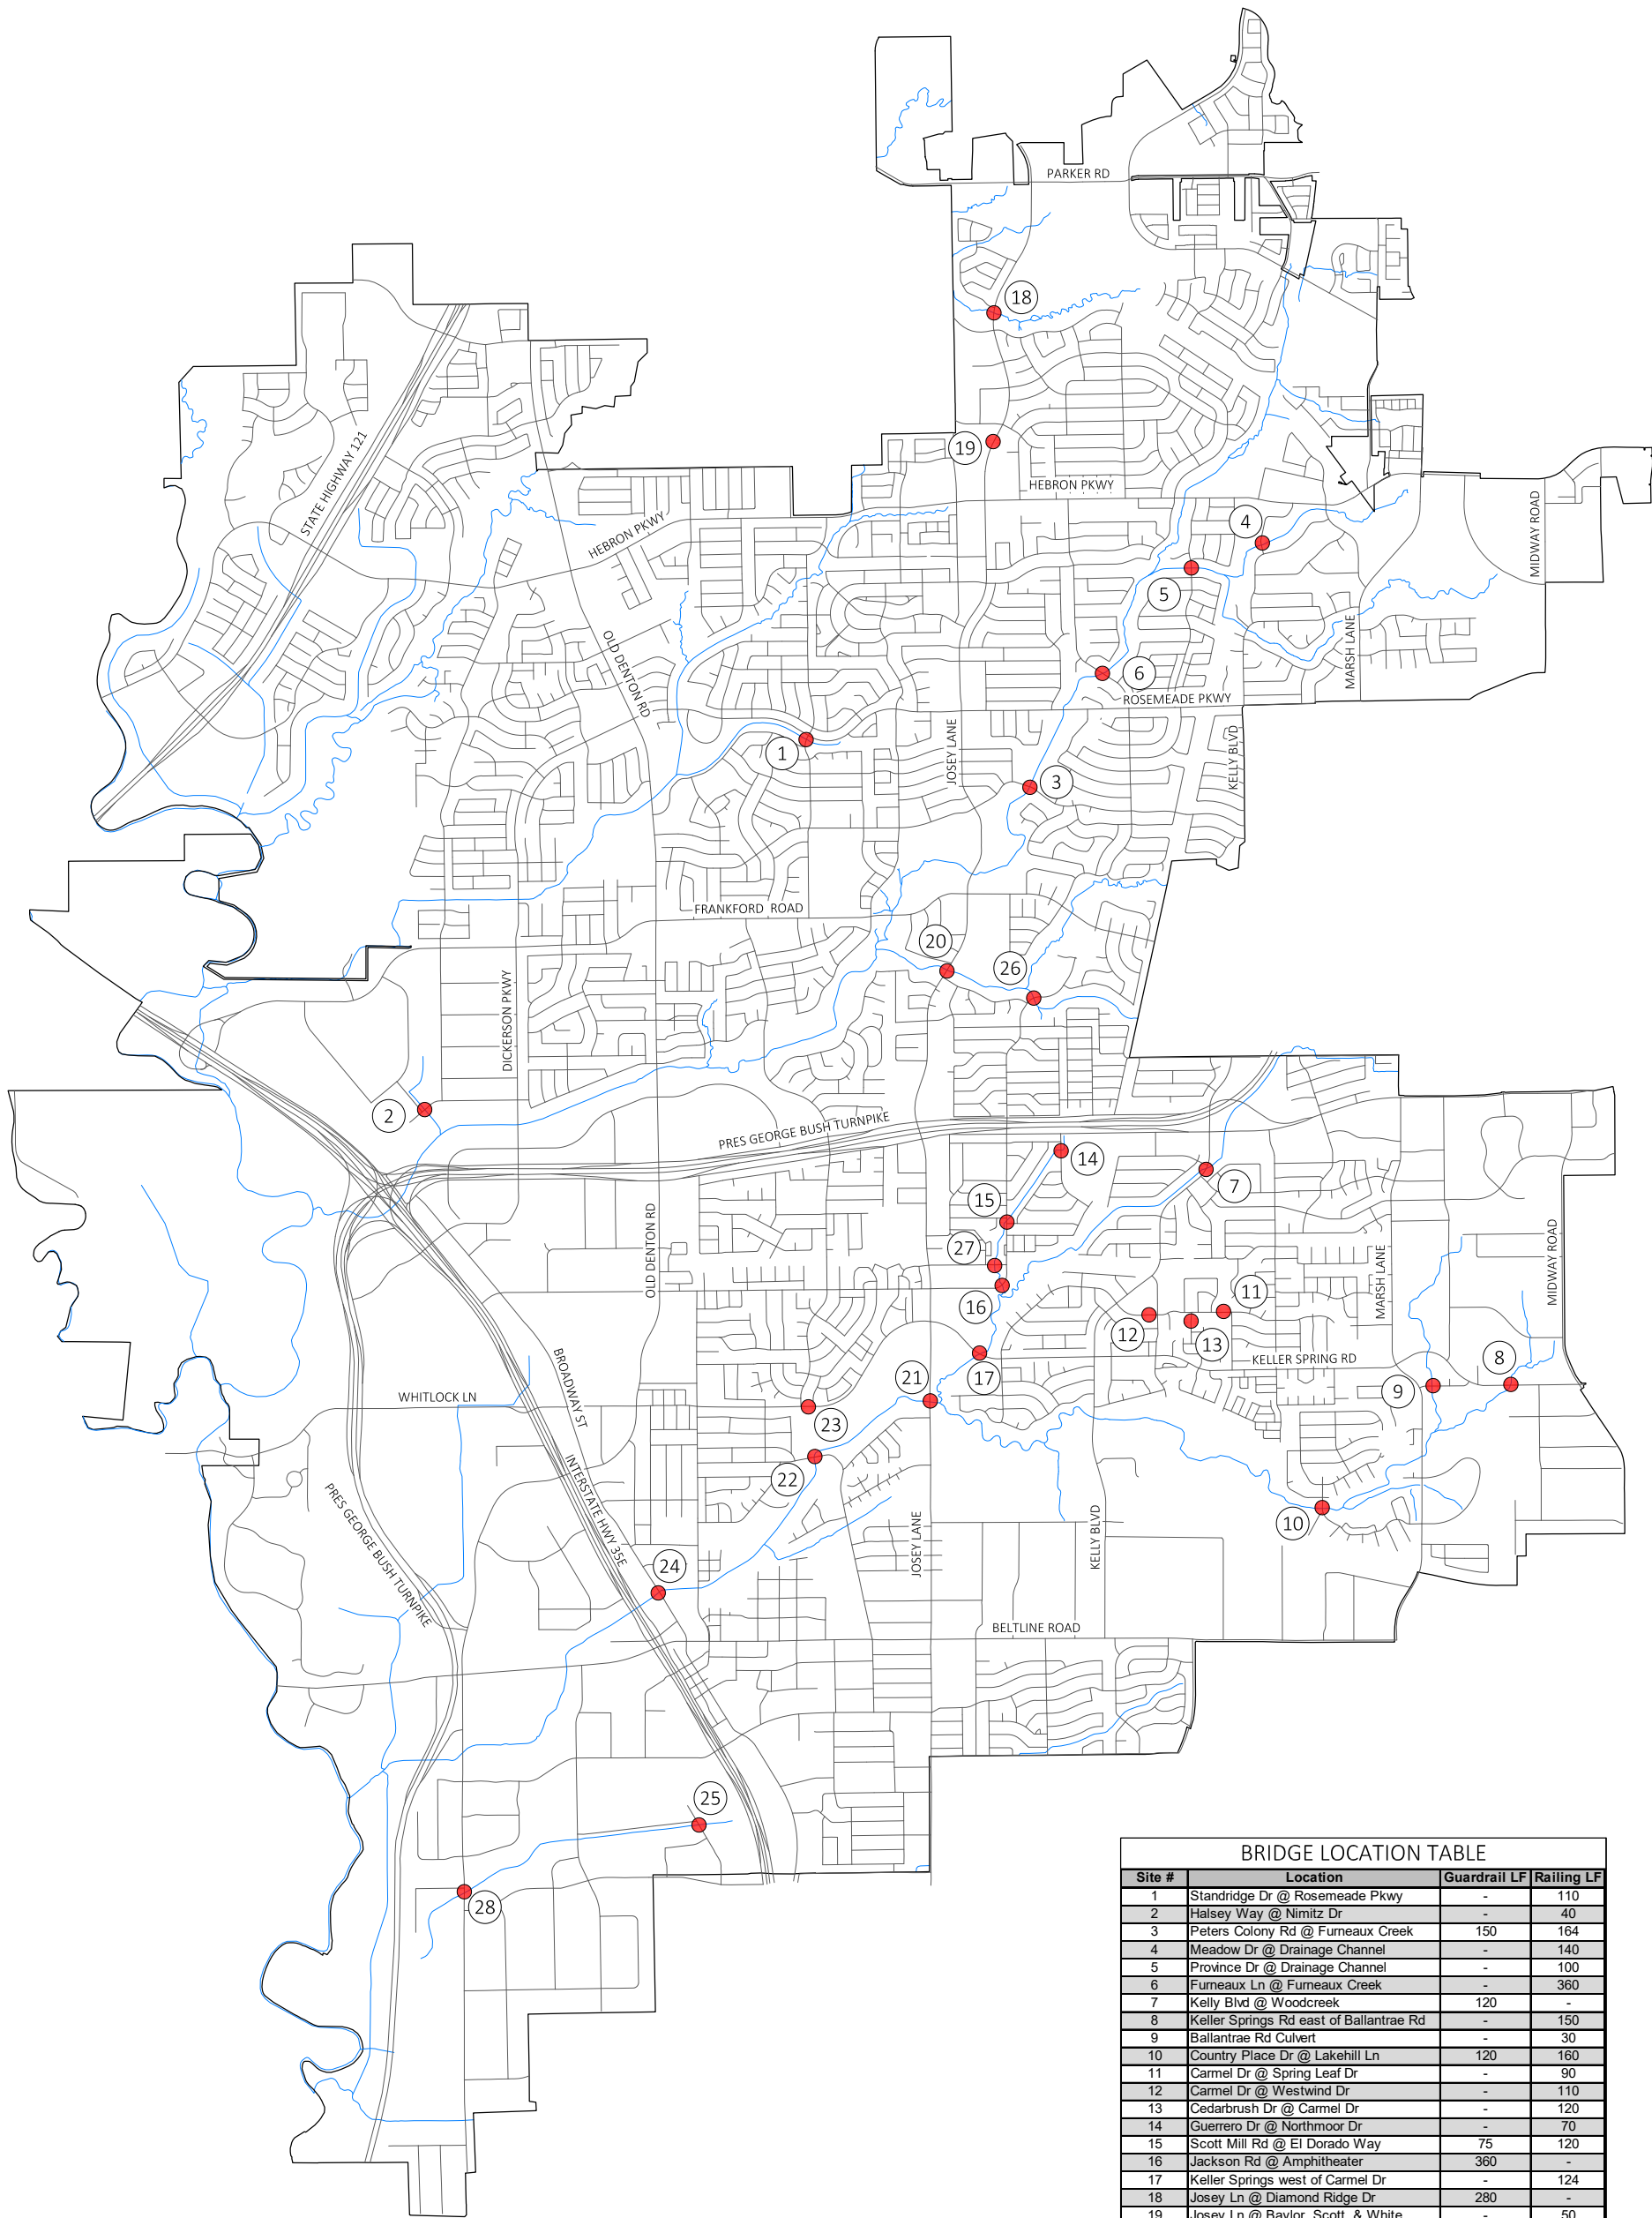 PARKER RD
18
STATE HIGHWAY 121
19
HEBRON PKWY
MIDWAY ROAD
4
HEBRON PKWY
5
OLD DENTON RD
MARSH LANE
6
ROSEMEADE PKWY
1
JOSEY LANE
KELLY BLVD
3
FRANKFORD ROAD
20
26
DICKERSON PKWY
2
PRES GEORGE BUSH TURNPIKE
14
7
15
OLD DENTON RD
27
MARSH LANE
MIDWAY ROAD
16
11
12
13
KELLER SPRING RD
8
BROADWAY ST
17
21
9
WHITLOCK LN
23
22
INTERSTATE HWY 35E
PRES GEORGE BUSH TURNPIKE
JOSEY LANE
KELLY BLVD
10
24
BELTLINE ROAD
25
28
BRIDGE LOCATION TABLE
Site # Location Guardrail LF Railing LF
1 Standridge Dr @ Rosemeade Pkwy - 110
2 Halsey Way @ Nimitz Dr - 40
3 Peters Colony Rd @ Furneaux Creek 150 164
4 Meadow Dr @ Drainage Channel - 140
5 Province Dr @ Drainage Channel - 100
6 Furneaux Ln @ Furneaux Creek - 360
7 Kelly Blvd @ Woodcreek 120 -
8 Keller Springs Rd east of Ballantrae Rd - 150
9 Ballantrae Rd Culvert - 30
10 Country Place Dr @ Lakehill Ln 120 160
11 Carmel Dr @ Spring Leaf Dr - 90
12 Carmel Dr @ Westwind Dr - 110
13 Cedarbrush Dr @ Carmel Dr - 120
14 Guerrero Dr @ Northmoor Dr - 70
15 Scott Mill Rd @ El Dorado Way 75 120
16 Jackson Rd @ Amphitheater 360 -
17 Keller Springs west of Carmel Dr - 124
18 Josey Ln @ Diamond Ridge Dr 280 -
19 Josey Ln @ Baylor, Scott, & White - 50